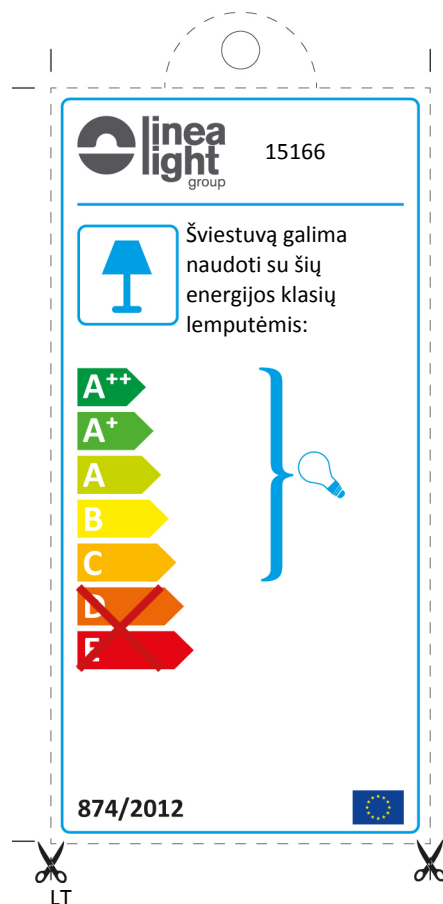 linea
light
group
15166
Šviestuvą galima
naudoti su šių
energijos klasių
lemputėmis:
A++
A+
A
B
C
D
E
874/2012
LT